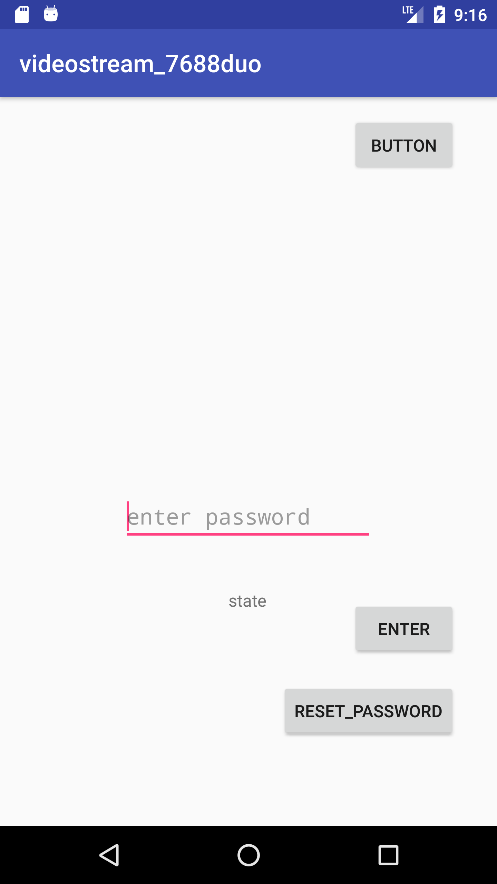 LTE 9:16
videostream_7688duo
BUTTON
enter password
state
ENTER
RESET_PASSWORD